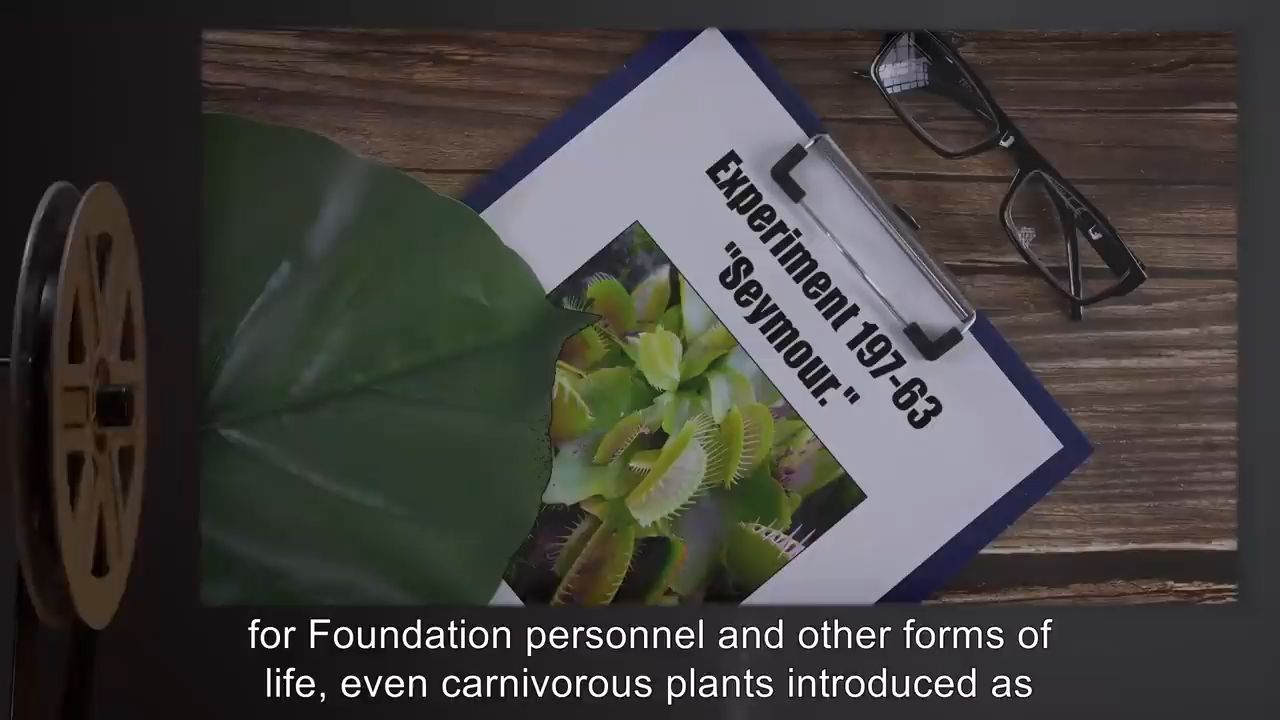 Experiment 197-63
"Seymour."
for Foundation personnel and other forms of
life, even carnivorous plants introduced as